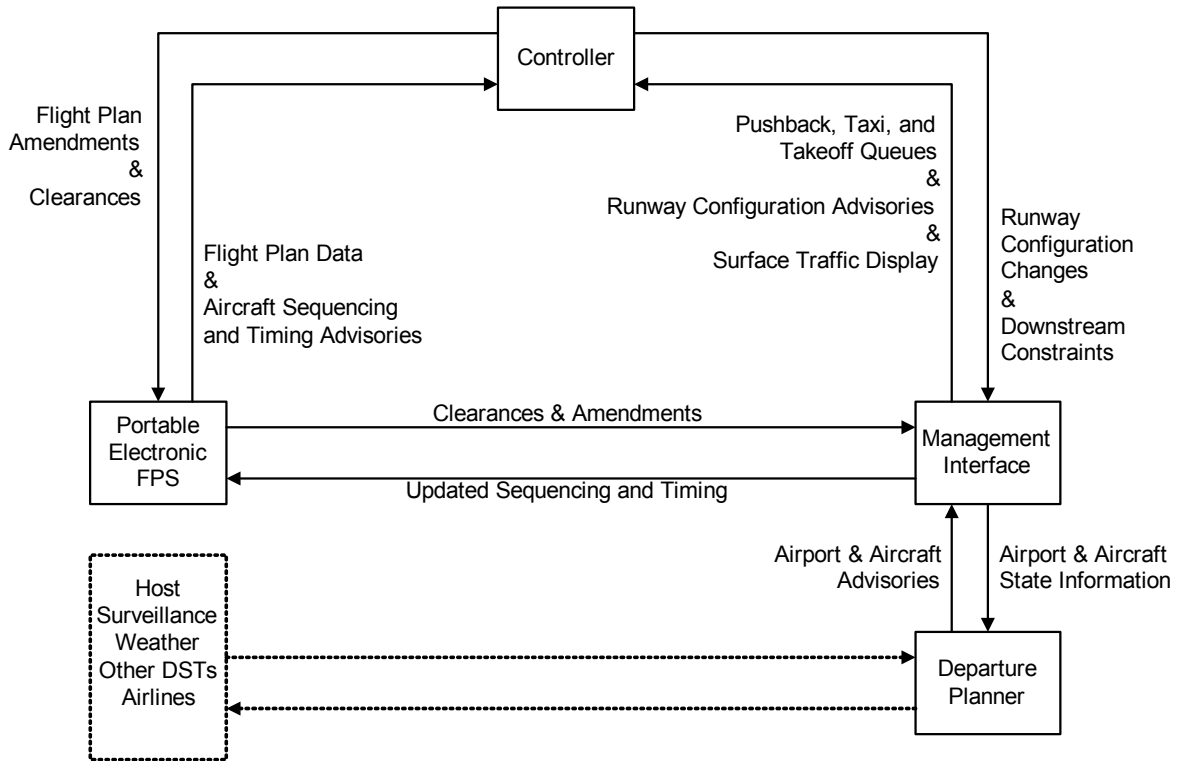 Controller
Flight Plan
Amendments
&
Clearances
Flight Plan Data
&
Aircraft Sequencing
and Timing Advisories
Pushback, Taxi, and
Takeoff Queues
&
Runway Configuration Advisories
&
Surface Traffic Display
Runway
Configuration
Changes
&
Downstream
Constraints
Portable
Electronic
FPS
Clearances & Amendments
Updated Sequencing and Timing
Management
Interface
Airport & Aircraft
Advisories
Airport & Aircraft
State Information
Host
Surveillance
Weather
Other DSTs
Airlines
Departure
Planner